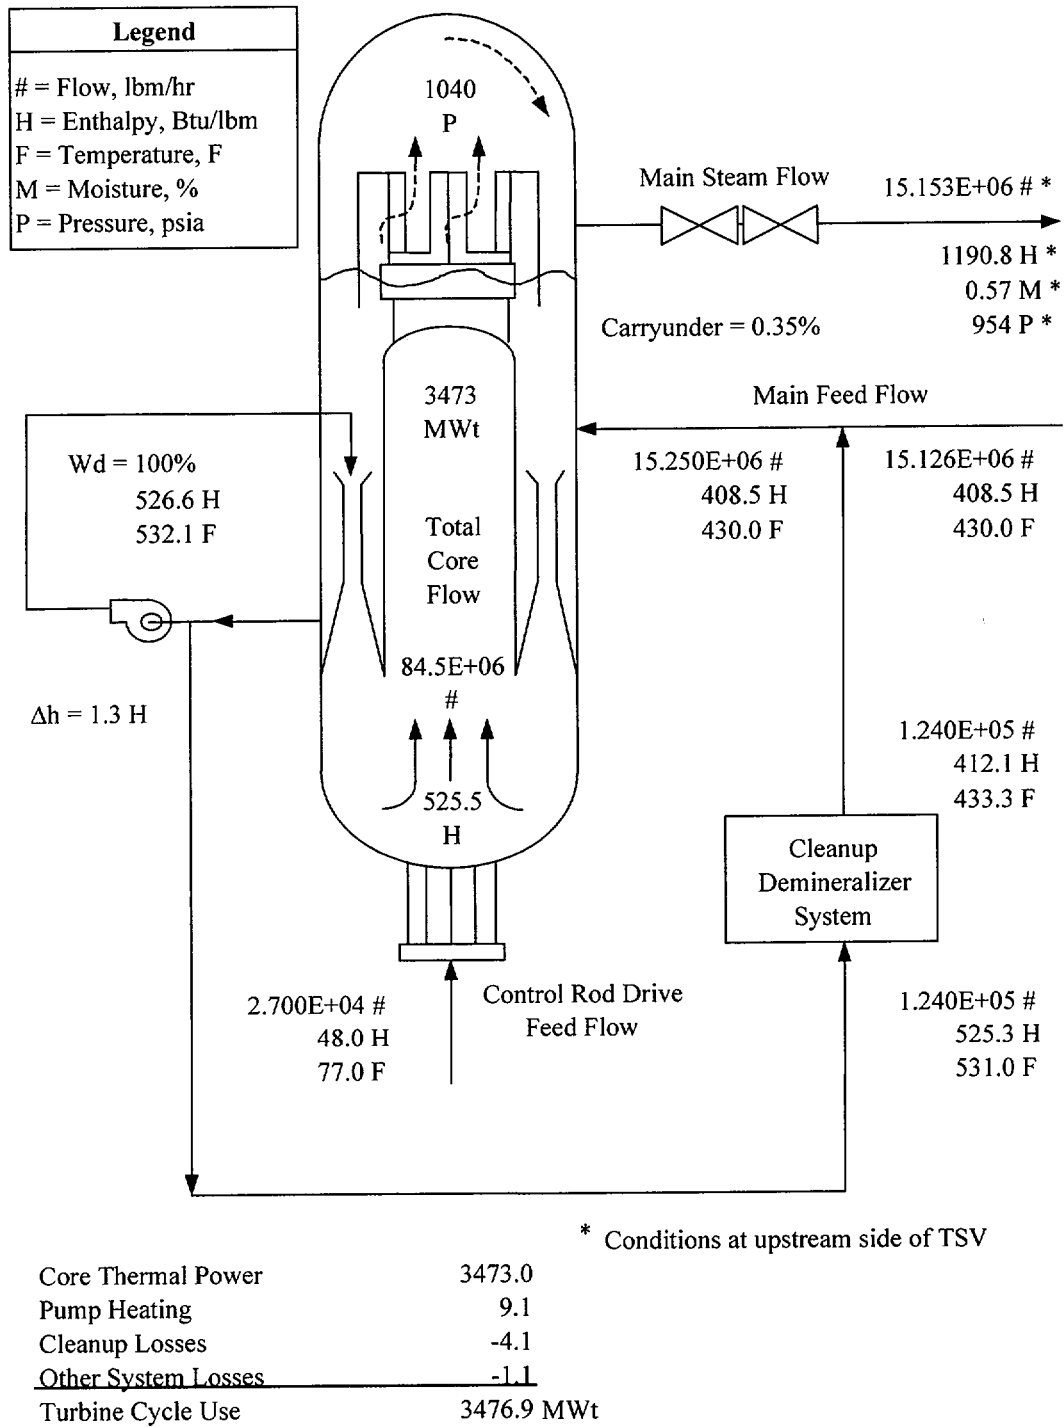 Legend
# = Flow, lbm/hr
H = Enthalpy, Btu/lbm
F = Temperature, F
M = Moisture, %
P = Pressure, psia
1040
P
Main Steam Flow
15.153E+06 # *
1190.8 H *
0.57 M *
954 P *
Carryunder = 0.35%
3473
MWt
Main Feed Flow
Wd = 100%
526.6 H
532.1 F
15.250E+06 #
408.5 H
430.0 F
15.126E+06 #
408.5 H
430.0 F
Total
Core
Flow
84.5E+06
#
Δh = 1.3 H
525.5
H
1.240E+05 #
412.1 H
433.3 F
Cleanup
Demineralizer
System
2.700E+04 #
48.0 H
77.0 F
Control Rod Drive
Feed Flow
1.240E+05 #
525.3 H
531.0 F
* Conditions at upstream side of TSV
Core Thermal Power 3473.0
Pump Heating 9.1
Cleanup Losses -4.1
Other System Losses -1.1
Turbine Cycle Use 3476.9 MWt